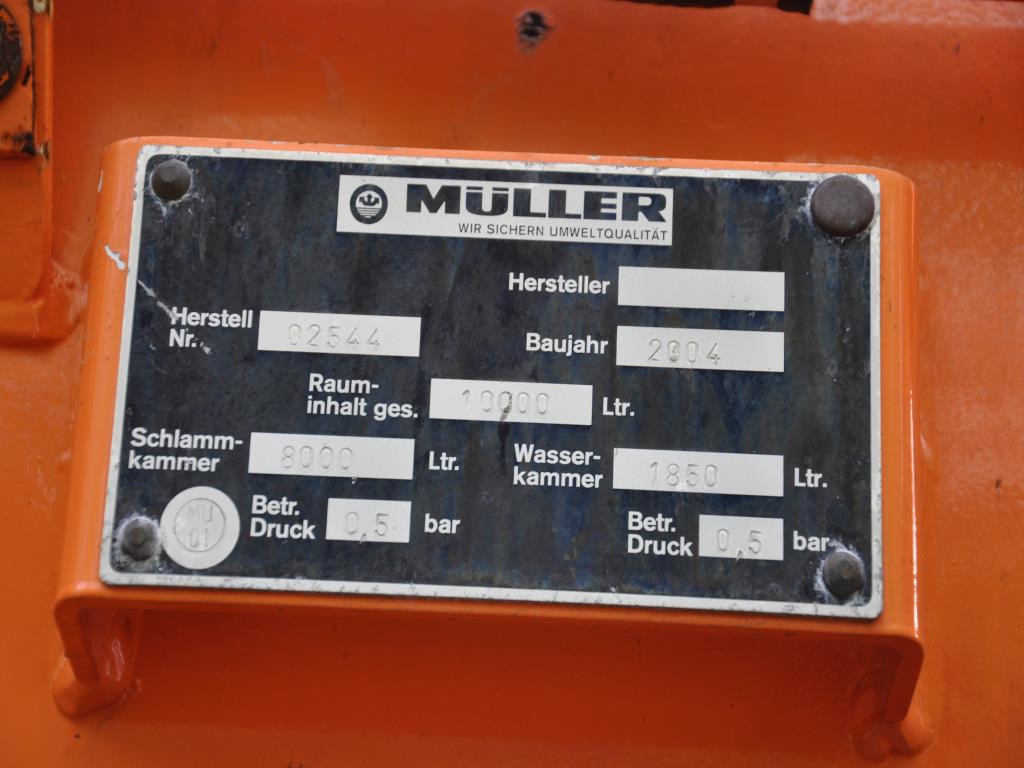 MÜLLER
WIR SICHERN UMWELTQUALITÄT
Hersteller
Herstell Nr. 02544
Baujahr 2004
Raum-
inhalt ges. 10000 Ltr.
Schlamm-
kammer 8000 Ltr.
Wasser-
kammer 1850 Ltr.
MU
01
Betr.
Druck 0,5 bar
Betr.
Druck 0,5 bar